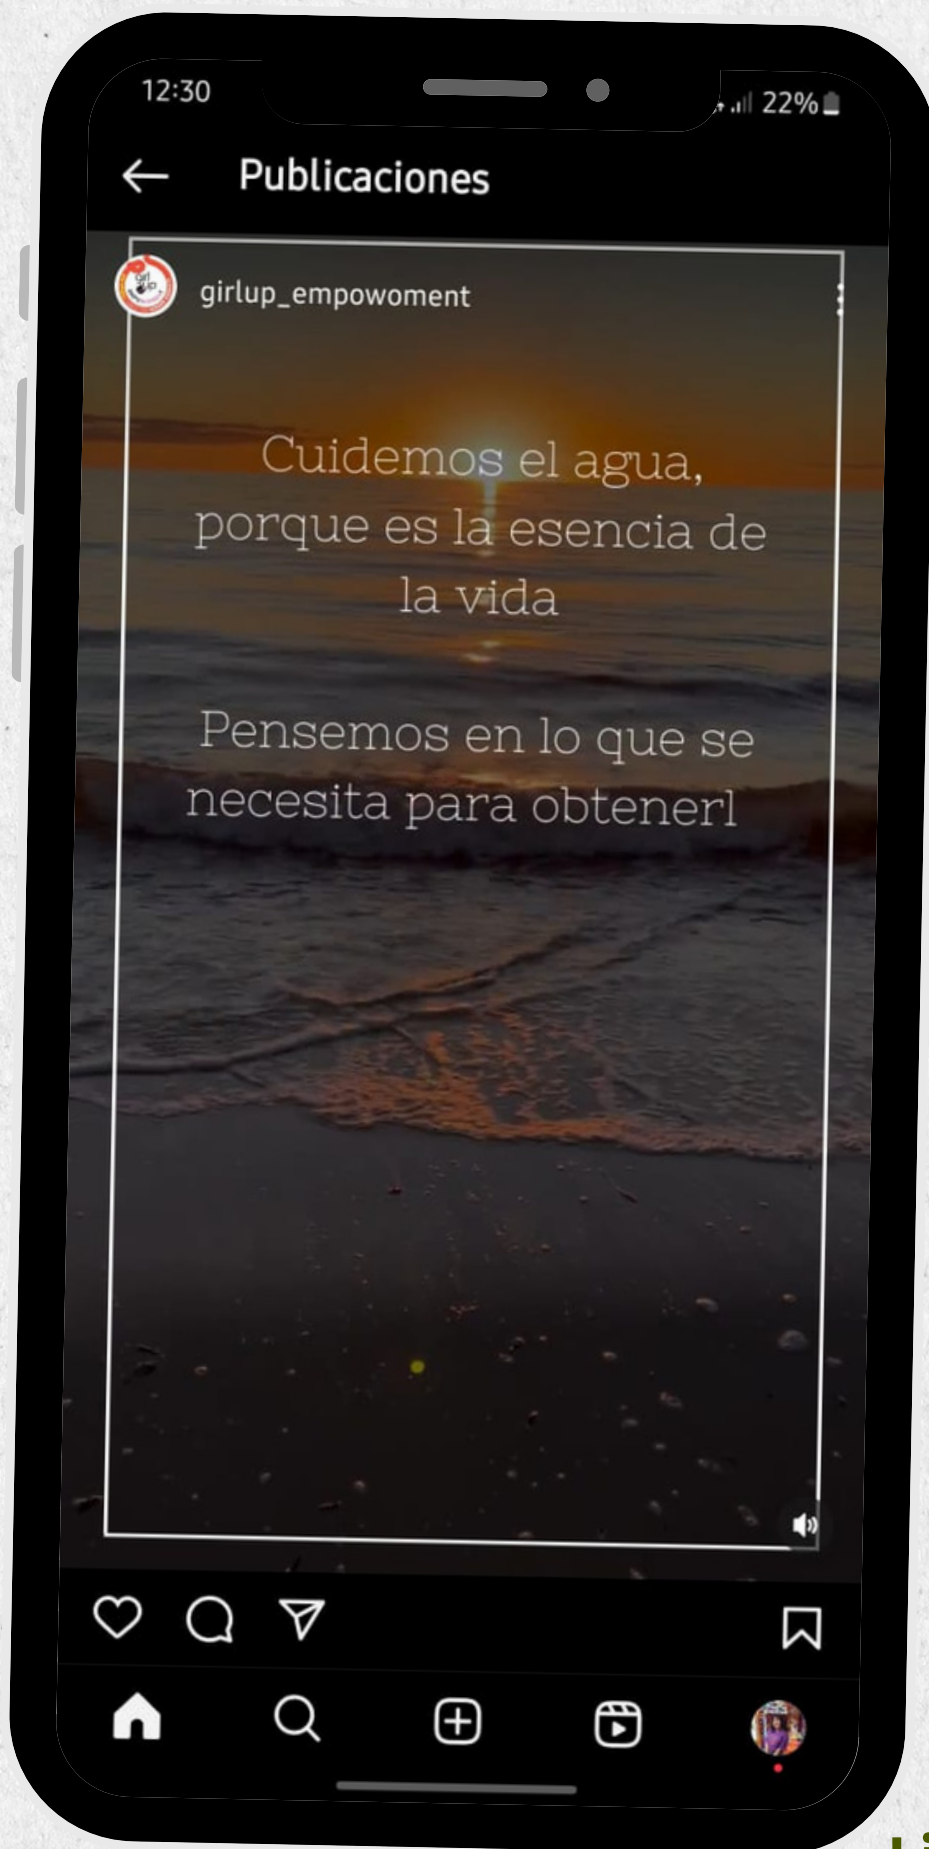 12:30
22%
Publicaciones
girlup_empowoment
Cuidemos el agua,
porque es la esencia de
la vida
Pensemos en lo que se
necesita para obtenerl